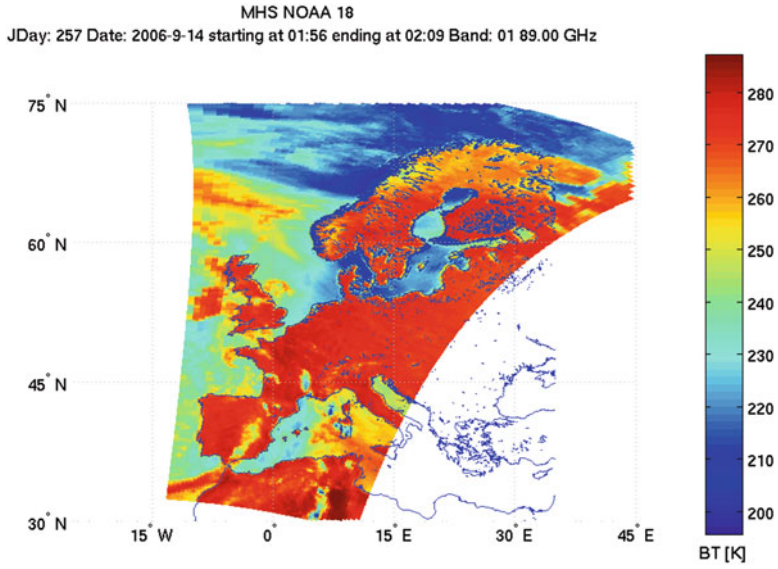 MHS NOAA 18
JDay: 257 Date: 2006-9-14 starting at 01:56 ending at 02:09 Band: 01 89.00 GHz
75° N
60° N
45° N
30° N
15° W
0°
15° E
30° E
45° E
280
270
260
250
240
230
220
210
200
BT [K]